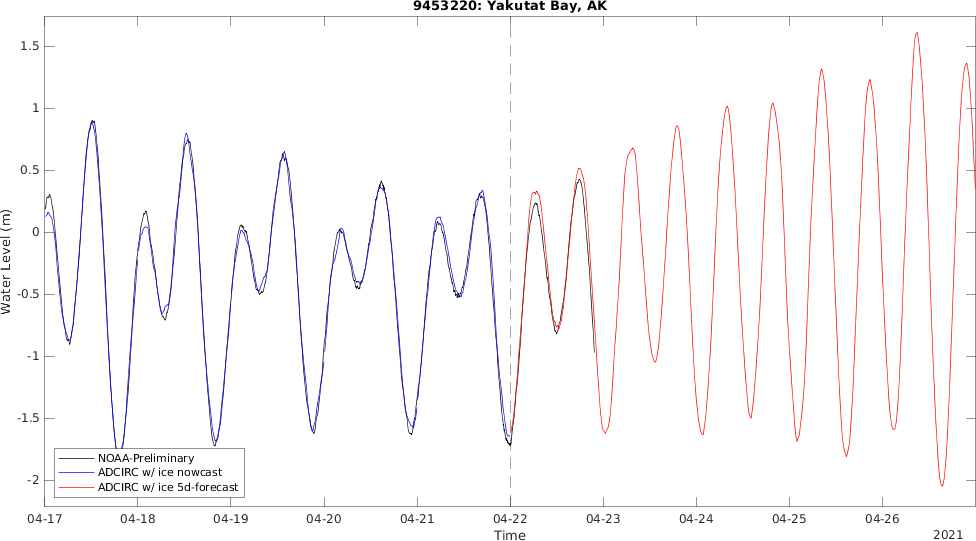 9453220: Yakutat Bay, AK
Water Level (m)
1.5
1
0.5
0
-0.5
-1
-1.5
-2
NOAA-Preliminary
ADCIRC w/ ice nowcast
ADCIRC w/ ice 5d-forecast
04-17 04-18 04-19 04-20 04-21 04-22 04-23 04-24 04-25 04-26
Time
2021